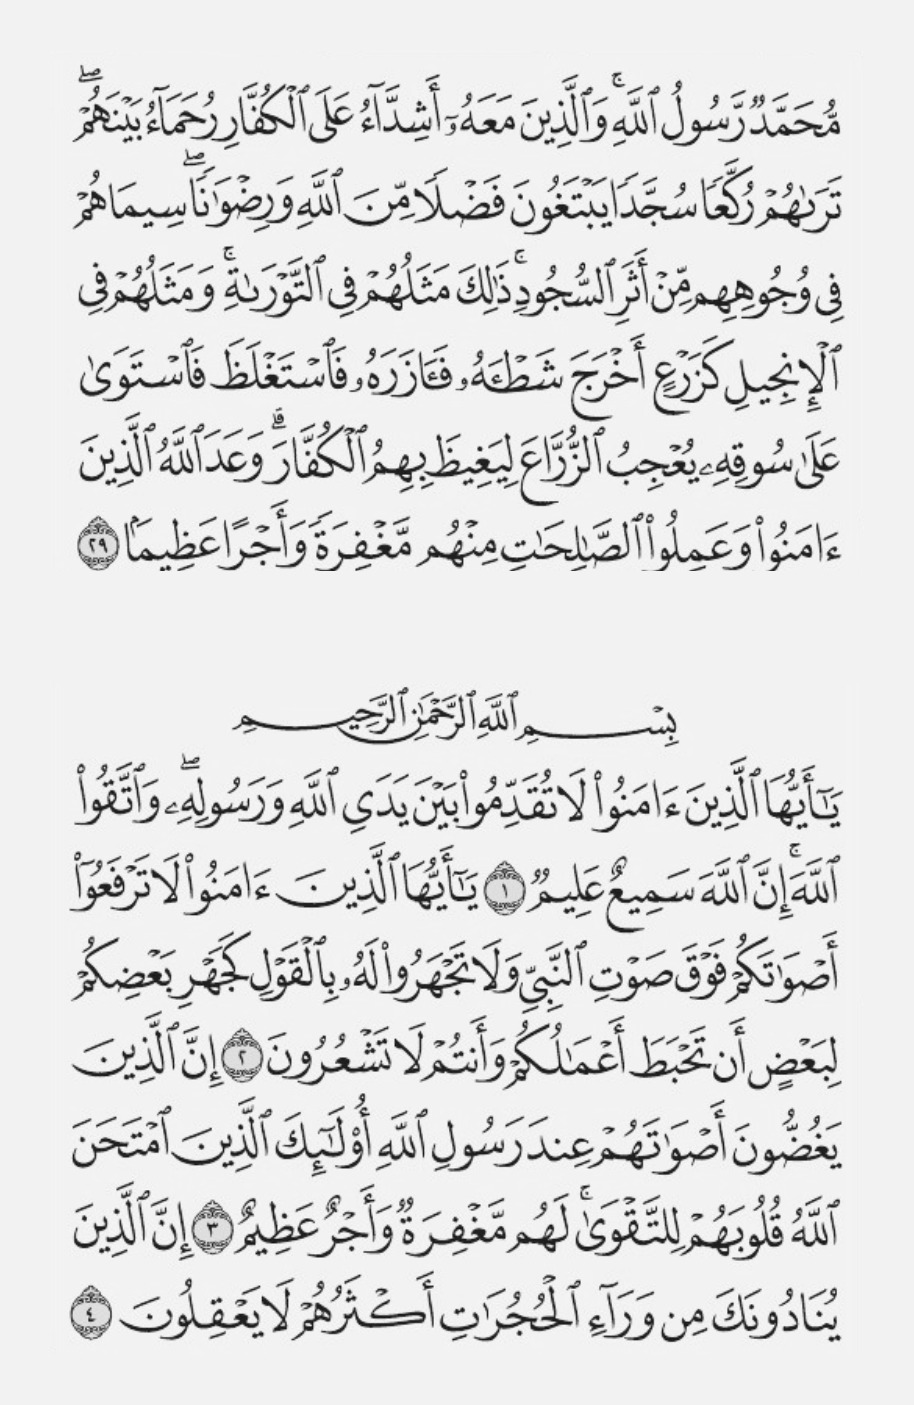 مُّحَمَّدٌ رَّسُولُ ٱللَّهِۚ وَٱلَّذِينَ مَعَهُۥٓ أَشِدَّآءُ عَلَى ٱلْكُفَّارِ رُحَمَآءُ بَيْنَهُمْۖ
تَرَىٰهُمْ رُكَّعًا سُجَّدًا يَبْتَغُونَ فَضْلًا مِّنَ ٱللَّهِ وَرِضْوَٰنًاۖ سِيمَاهُمْ
فِى وُجُوهِهِم مِّنْ أَثَرِ ٱلسُّجُودِۚ ذَٰلِكَ مَثَلُهُمْ فِى ٱلتَّوْرَىٰةِۚ وَمَثَلُهُمْ فِى
ٱلْإِنجِيلِ كَزَرْعٍ أَخْرَجَ شَطْـَٔهُۥ فَـَٔازَرَهُۥ فَٱسْتَغْلَظَ فَٱسْتَوَىٰ
عَلَىٰ سُوقِهِۦ يُعْجِبُ ٱلزُّرَّاعَ لِيَغِيظَ بِهِمُ ٱلْكُفَّارَۗ وَعَدَ ٱللَّهُ ٱلَّذِينَ
ءَامَنُوا۟ وَعَمِلُوا۟ ٱلصَّـٰلِحَـٰتِ مِنْهُم مَّغْفِرَةً وَأَجْرًا عَظِيمًۢا ٢٩
بِسْمِ ٱللَّهِ ٱلرَّحْمَـٰنِ ٱلرَّحِيمِ
يَـٰٓأَيُّهَا ٱلَّذِينَ ءَامَنُوا۟ لَا تُقَدِّمُوا۟ بَيْنَ يَدَىِ ٱللَّهِ وَرَسُولِهِۦۖ وَٱتَّقُوا۟
ٱللَّهَۚ إِنَّ ٱللَّهَ سَمِيعٌ عَلِيمٌ ١ يَـٰٓأَيُّهَا ٱلَّذِينَ ءَامَنُوا۟ لَا تَرْفَعُوٓا۟
أَصْوَٰتَكُمْ فَوْقَ صَوْتِ ٱلنَّبِىِّ وَلَا تَجْهَرُوا۟ لَهُۥ بِٱلْقَوْلِ كَجَهْرِ بَعْضِكُمْ
لِبَعْضٍ أَن تَحْبَطَ أَعْمَـٰلُكُمْ وَأَنتُمْ لَا تَشْعُرُونَ ٢ إِنَّ ٱلَّذِينَ
يَغُضُّونَ أَصْوَٰتَهُمْ عِندَ رَسُولِ ٱللَّهِ أُو۟لَـٰٓئِكَ ٱلَّذِينَ ٱمْتَحَنَ
ٱللَّهُ قُلُوبَهُمْ لِلتَّقْوَىٰۚ لَهُم مَّغْفِرَةٌ وَأَجْرٌ عَظِيمٌ ٣ إِنَّ ٱلَّذِينَ
يُنَادُونَكَ مِن وَرَآءِ ٱلْحُجُرَٰتِ أَكْثَرُهُمْ لَا يَعْقِلُونَ ٤